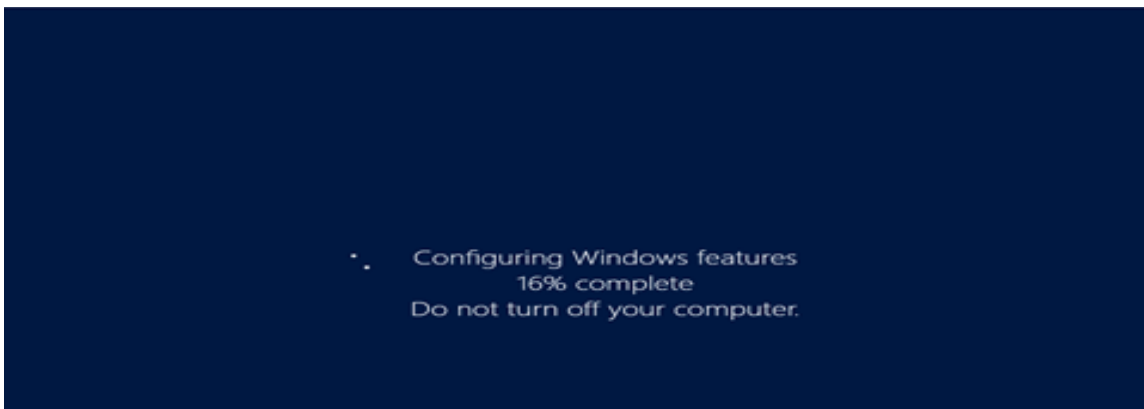 Configuring Windows features
16% complete
Do not turn off your computer.